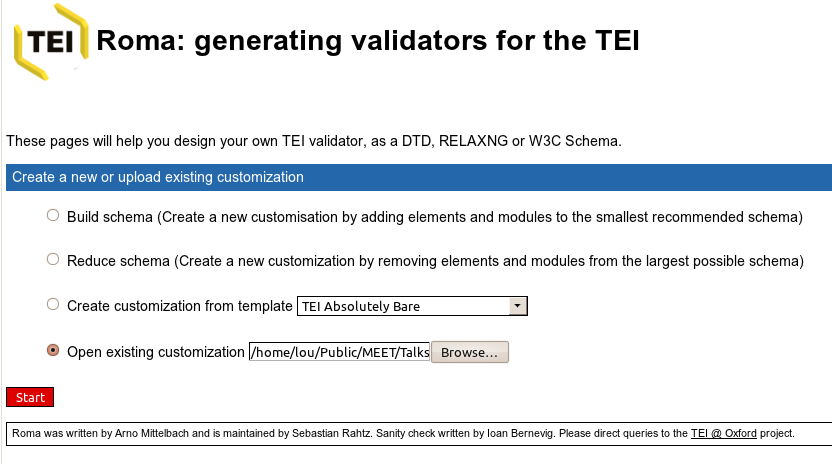 TEI Roma: generating validators for the TEI
These pages will help you design your own TEI validator, as a DTD, RELAXNG or W3C Schema.
Create a new or upload existing customization
Build schema (Create a new customisation by adding elements and modules to the smallest recommended schema)
Reduce schema (Create a new customization by removing elements and modules from the largest possible schema)
Create customization from template TEI Absolutely Bare
Open existing customization /home/lou/Public/MEET/Talks Browse...
Start
Roma was written by Arno Mittelbach and is maintained by Sebastian Rahtz. Sanity check written by Ioan Bernevig. Please direct queries to the TEI @ Oxford project.